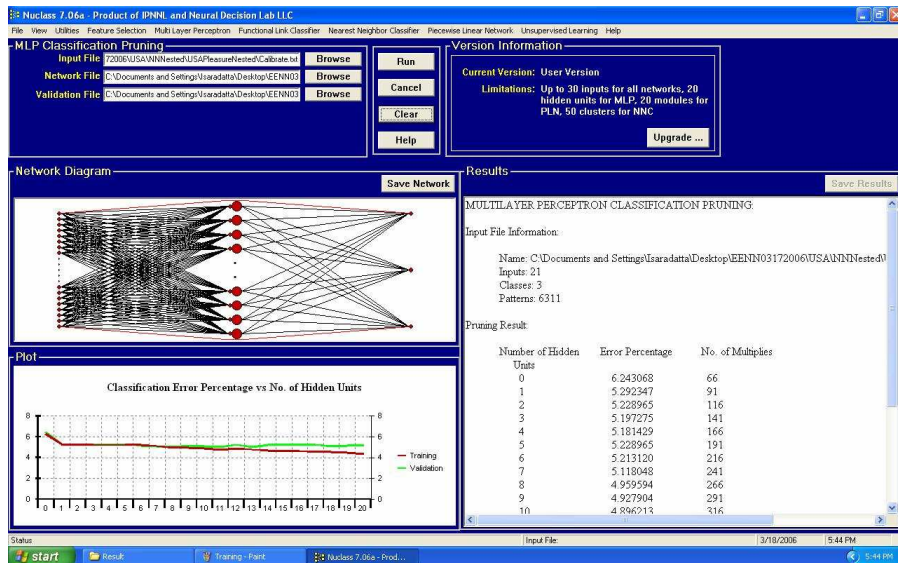 Nuclass 7.06a - Product of IPNNL and Neural Decision Lab LLC
File View Utilities Feature Selection Multi Layer Perceptron Functional Link Classifier Nearest Neighbor Classifier Piecewise Linear Network Unsupervised Learning Help
MLP Classification Pruning
Input File 72006\USA\NNNested\USAPleasureNested\Calibrate.txt Browse
Network File C:\Documents and Settings\Isaradatta\Desktop\EENN03 Browse
Validation File C:\Documents and Settings\Isaradatta\Desktop\EENN03 Browse
Run
Cancel
Clear
Help
Version Information
Current Version: User Version
Limitations: Up to 30 inputs for all networks, 20
hidden units for MLP, 20 modules for
PLN, 50 clusters for NNC
Upgrade ...
Network Diagram
Save Network
Plot
Classification Error Percentage vs No. of Hidden Units
8 8
6 6
4 4
2 2
0 0
0 1 2 3 4 5 6 7 8 9 10 11 12 13 14 15 16 17 18 19 20
Training
Validation
Results
Save Results
MULTILAYER PERCEPTRON CLASSIFICATION PRUNING:
Input File Information:
Name: C:\Documents and Settings\Isaradatta\Desktop\EENN03172006\USA\NNNested\U
Inputs: 21
Classes: 3
Patterns: 6311
Pruning Result:
Number of Hidden Error Percentage No. of Multiplies
Units
0 6.243068 66
1 5.292347 91
2 5.228965 116
3 5.197275 141
4 5.181429 166
5 5.228965 191
6 5.213120 216
7 5.118048 241
8 4.959594 266
9 4.927904 291
10 4.896213 316
Status Input File: 3/18/2006 5:44 PM
start Result Training - Paint Nuclass 7.06a - Prod... 5:44 PM